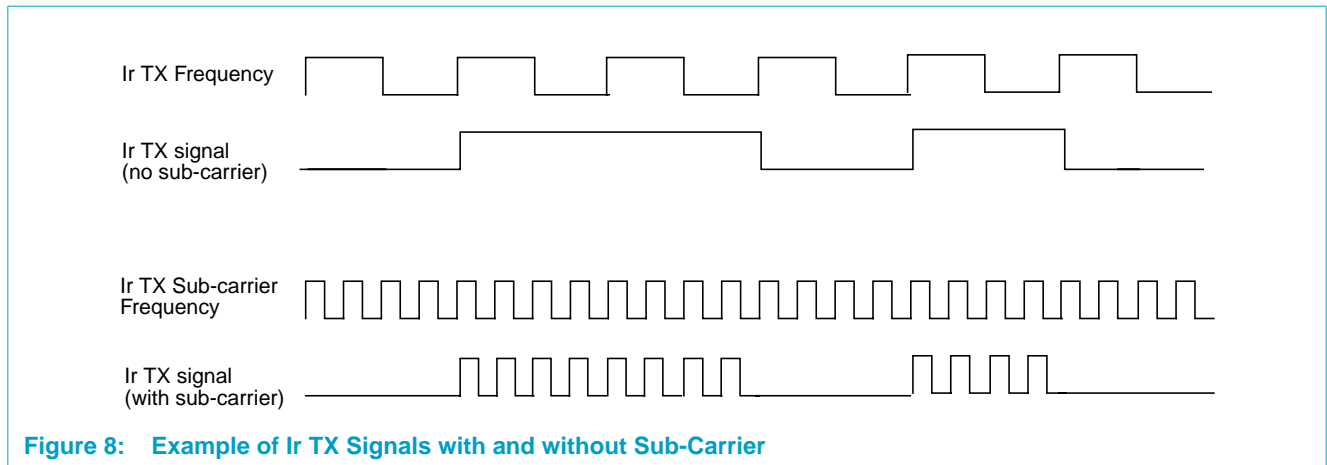 Ir TX Frequency
Ir TX signal
(no sub-carrier)
Ir TX Sub-carrier
Frequency
Ir TX signal
(with sub-carrier)
Figure 8: Example of Ir TX Signals with and without Sub-Carrier